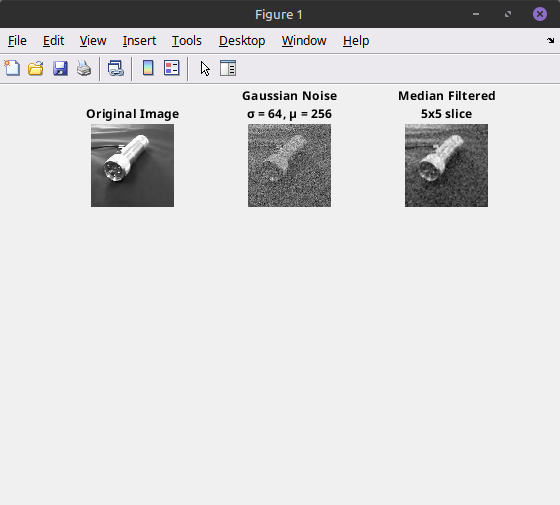 Figure 1
File Edit View Insert Tools Desktop Window Help
Original Image
Gaussian Noise
σ = 64, μ = 256
Median Filtered
5x5 slice